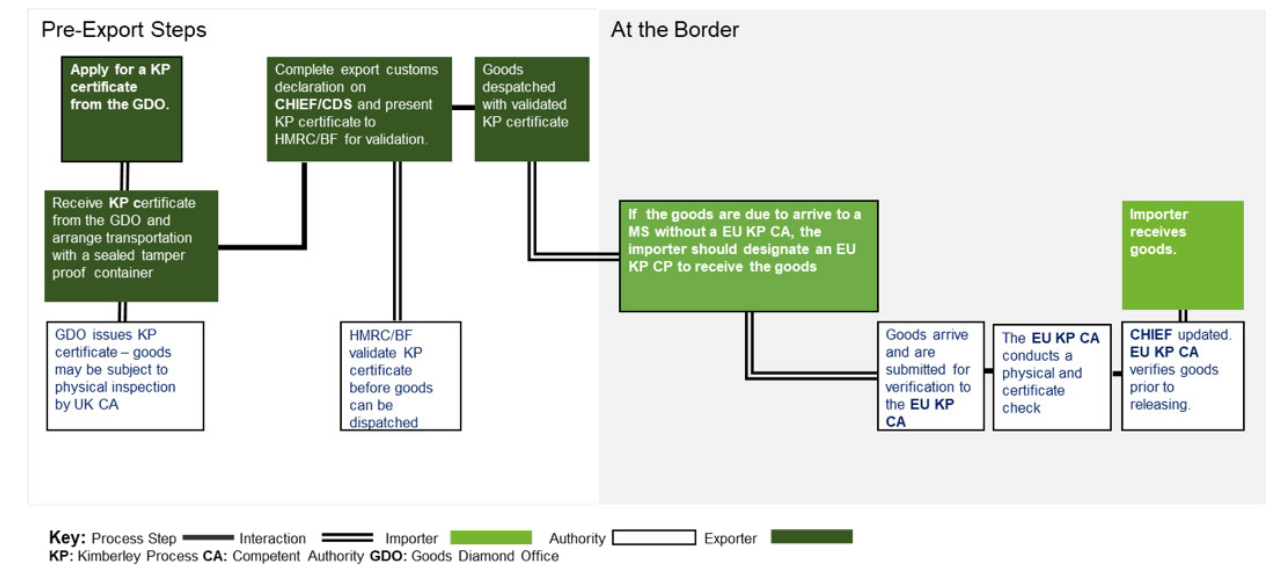 Pre-Export Steps
Apply for a KP
certificate
from the GDO.
Receive KP certificate
from the GDO and
arrange transportation
with a sealed tamper
proof container
GDO issues KP
certificate – goods
may be subject to
physical inspection
by UK CA
Complete export customs
declaration on
CHIEF/CDS and present
KP certificate to
HMRC/BF for validation.
HMRC/BF
validate KP
certificate
before goods
can be
dispatched
Goods
despatched
with validated
KP certificate
At the Border
If the goods are due to arrive to a
MS without a EU KP CA, the
importer should designate an EU
KP CP to receive the goods
Goods arrive
and are
submitted for
verification to
the EU KP
CA
The EU KP CA
conducts a
physical and
certificate
check
CHIEF updated.
EU KP CA
verifies goods
prior to
releasing.
Importer
receives
goods.
Key: Process Step Interaction Importer Authority Exporter
KP: Kimberley Process CA: Competent Authority GDO: Goods Diamond Office